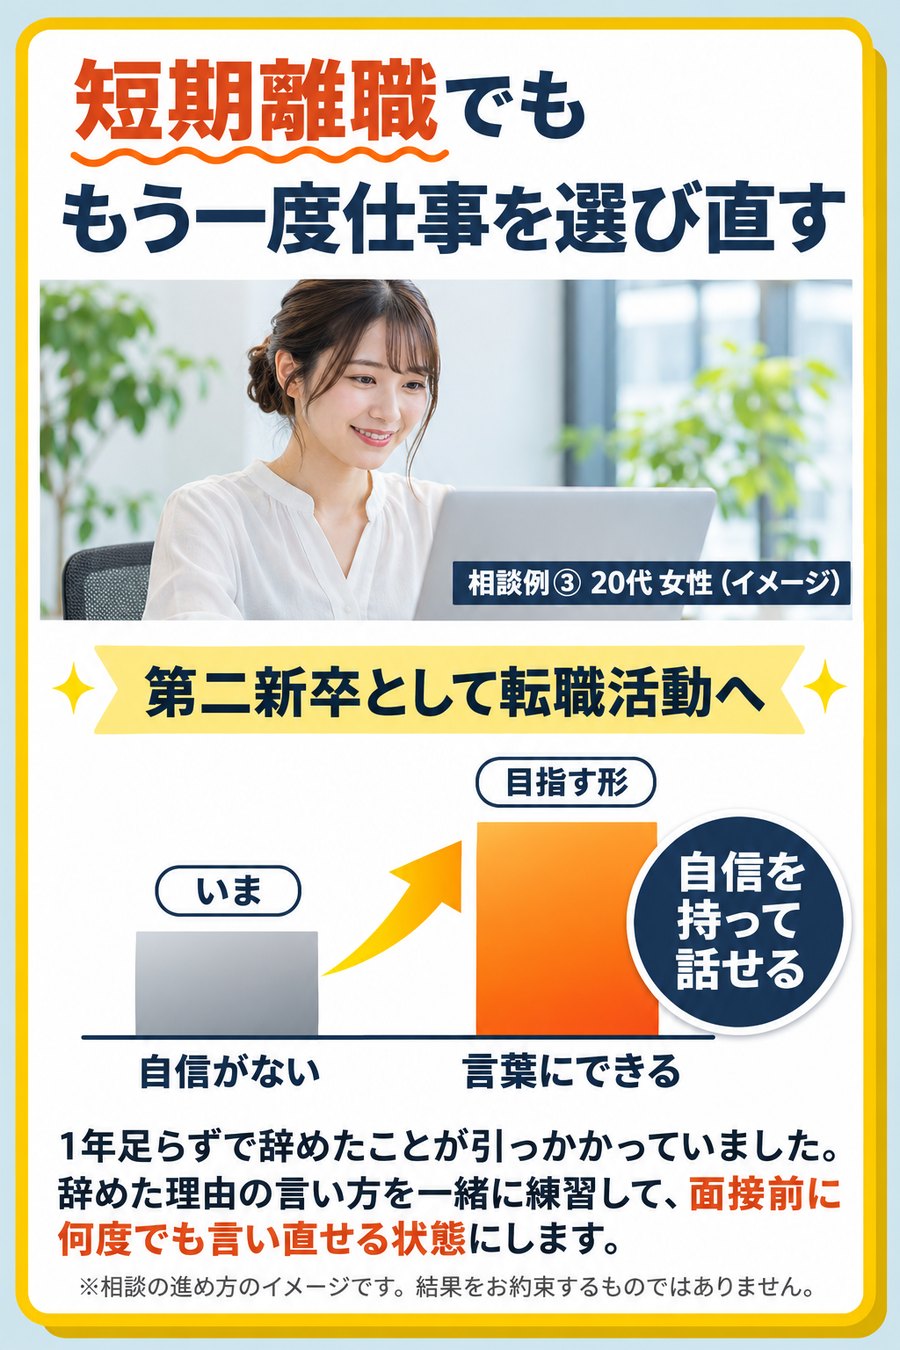 短期離職でも
もう一度仕事を選び直す
相談例③ 20代 女性（イメージ）
第二新卒として転職活動へ
目指す形
いま
自信を
持って
話せる
自信がない
言葉にできる
1年足らずで辞めたことが引っかかっていました。
辞めた理由の言い方を一緒に練習して、面接前に
何度でも言い直せる状態にします。
※相談の進め方のイメージです。結果をお約束するものではありません。